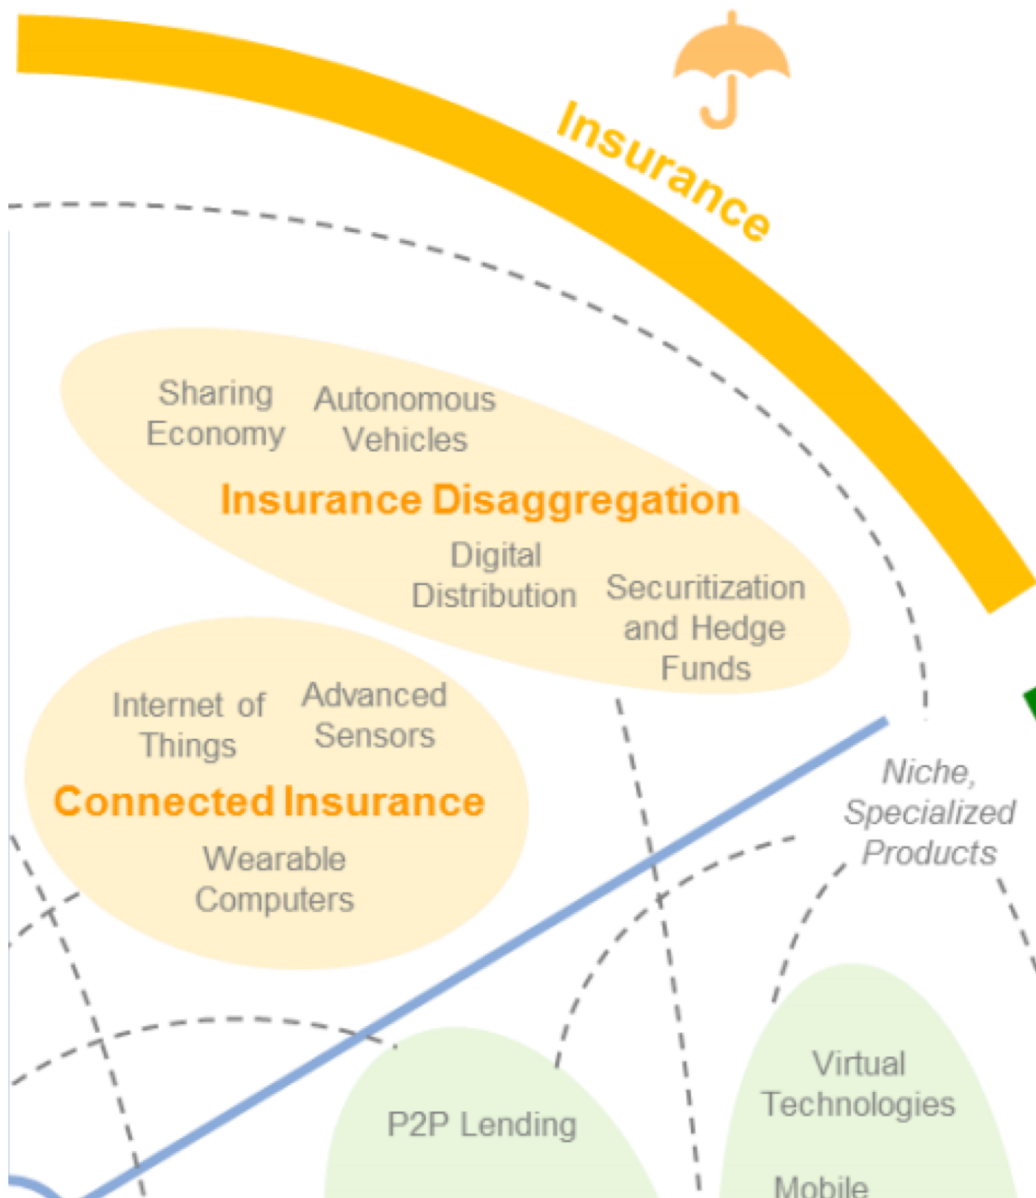 Insurance
Sharing
Economy
Autonomous
Vehicles
Insurance Disaggregation
Digital
Distribution
Securitization
and Hedge
Funds
Internet of
Things
Advanced
Sensors
Connected Insurance
Wearable
Computers
Niche,
Specialized
Products
P2P Lending
Virtual
Technologies
Mobile